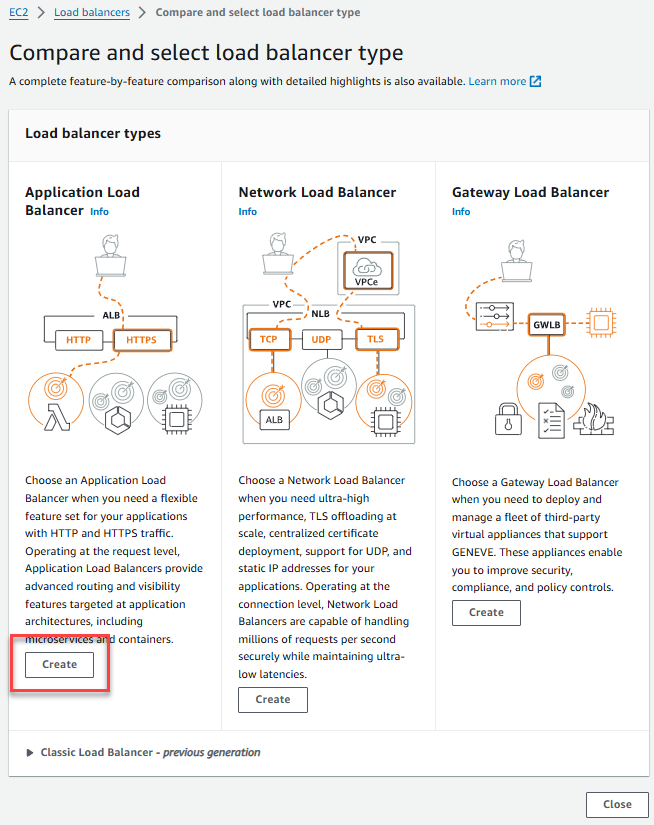 EC2 > Load balancers > Compare and select load balancer type
Compare and select load balancer type
A complete feature-by-feature comparison along with detailed highlights is also available. Learn more
Load balancer types
Application Load
Balancer Info
ALB
HTTP
HTTPS
Choose an Application Load
Balancer when you need a flexible
feature set for your applications
with HTTP and HTTPS traffic.
Operating at the request level,
Application Load Balancers provide
advanced routing and visibility
features targeted at application
architectures, including
microservices and containers.
Create
Network Load Balancer
Info
VPC
VPCe
VPC
NLB
TCP
UDP
TLS
ALB
Choose a Network Load Balancer
when you need ultra-high
performance, TLS offloading at
scale, centralized certificate
deployment, support for UDP, and
static IP addresses for your
applications. Operating at the
connection level, Network Load
Balancers are capable of handling
millions of requests per second
securely while maintaining ultra-
low latencies.
Create
Gateway Load Balancer
Info
GWLB
Choose a Gateway Load Balancer
when you need to deploy and
manage a fleet of third-party
virtual appliances that support
GENEVE. These appliances enable
you to improve security,
compliance, and policy controls.
Create
Classic Load Balancer - previous generation
Close